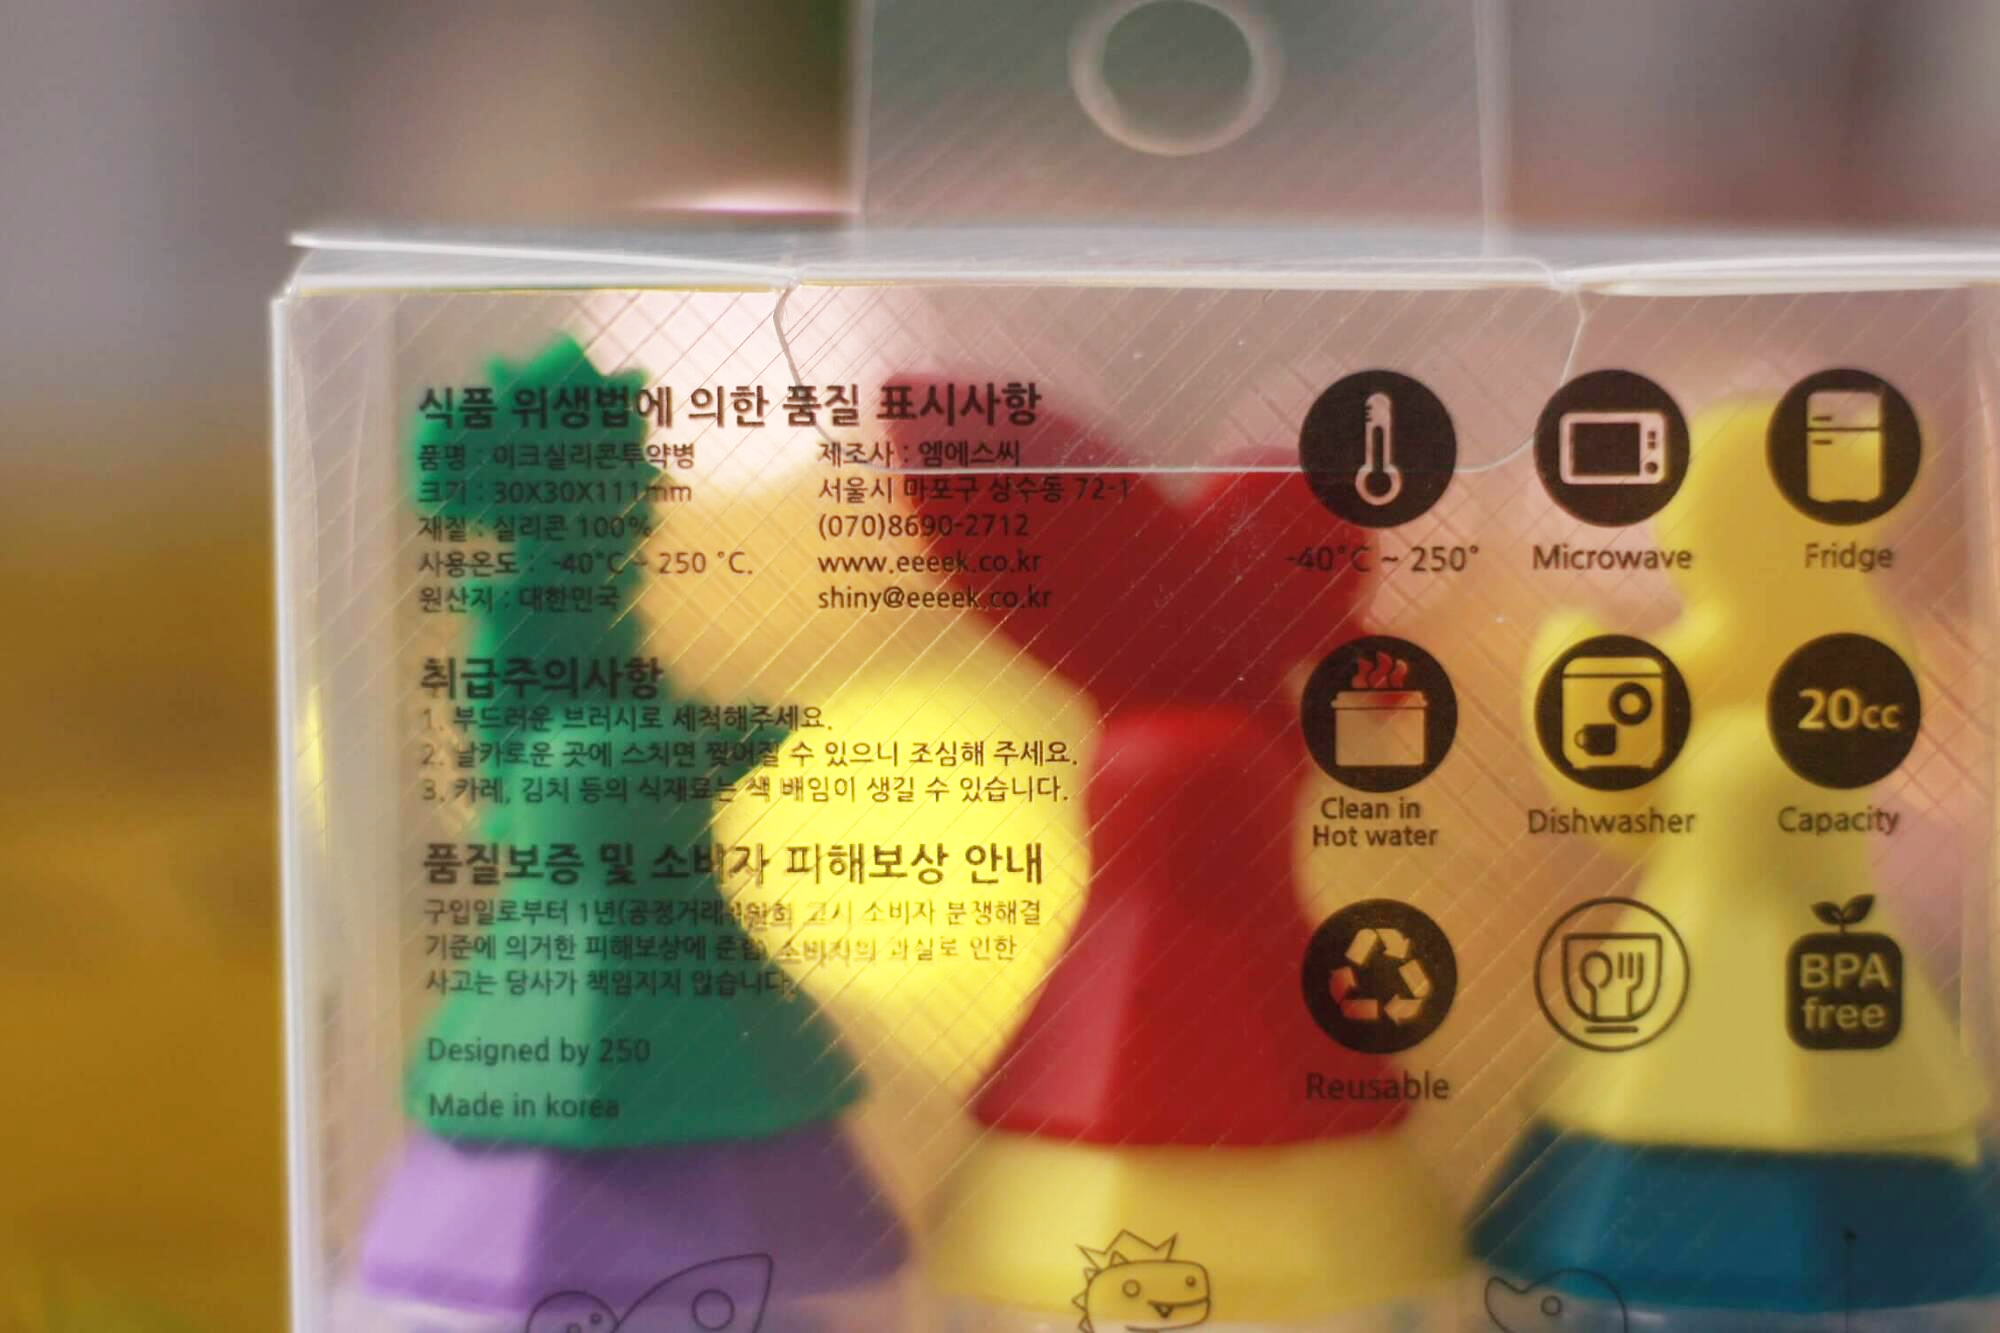 식품 위생법에 의한 품질 표시사항
품명 : 이크실리콘투약병
크기 : 30X30X111mm
재질 : 실리콘 100%
사용온도 : -40°C ~ 250 °C.
원산지 : 대한민국
제조사 : 엠에스씨
서울시 마포구 상수동 72-1
(070)8690-2712
www.eeeek.co.kr
shiny@eeeek.co.kr
취급주의사항
1. 부드러운 브러시로 세척해주세요.
2. 날카로운 곳에 스치면 찢어질 수 있으니 조심해 주세요.
3. 카레, 김치 등의 식재료는 색 배임이 생길 수 있습니다.
품질보증 및 소비자 피해보상 안내
구입일로부터 1년(공정거래위원회 고시 소비자 분쟁해결
기준에 의거한 피해보상에 준함) 소비자의 과실로 인한
사고는 당사가 책임지지 않습니다.
Designed by 250
Made in korea
-40°C ~ 250°
Microwave
Fridge
Clean in
Hot water
Dishwasher
20cc
Capacity
Reusable
BPA
free